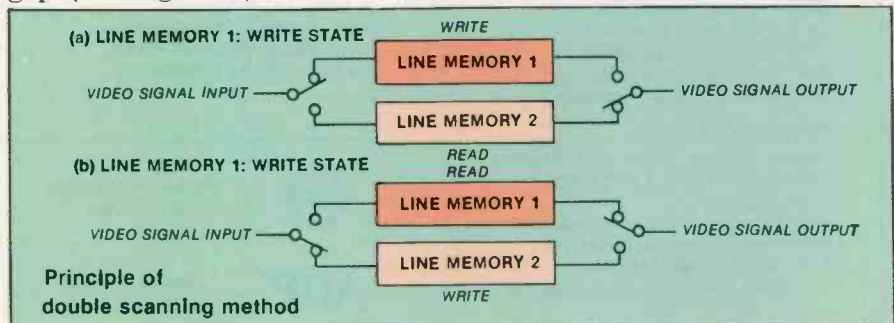 (a) LINE MEMORY 1: WRITE STATE
WRITE
LINE MEMORY 1
VIDEO SIGNAL INPUT
VIDEO SIGNAL OUTPUT
LINE MEMORY 2
READ
(b) LINE MEMORY 1: WRITE STATE
READ
LINE MEMORY 1
VIDEO SIGNAL INPUT
VIDEO SIGNAL OUTPUT
LINE MEMORY 2
WRITE
Principle of
double scanning method